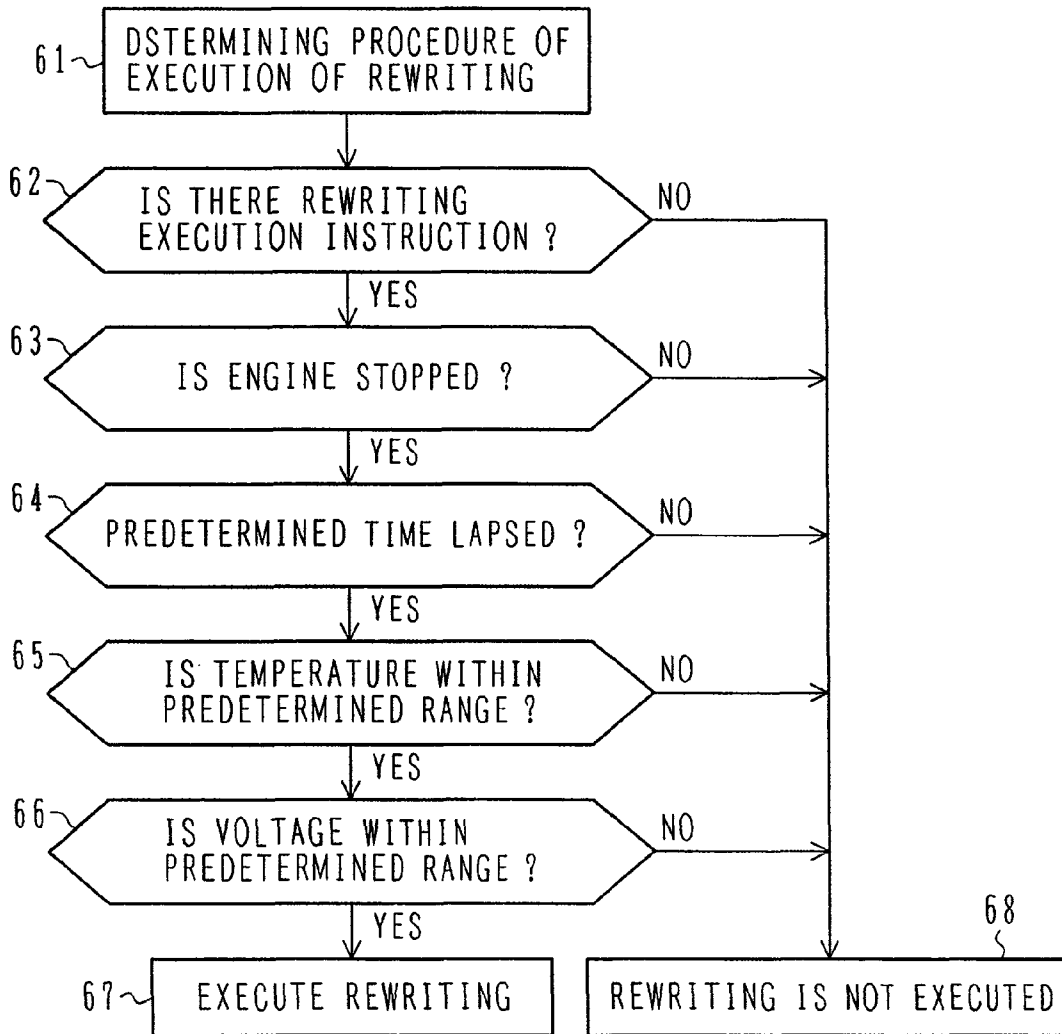 61
DSTERMINING PROCEDURE OF
EXECUTION OF REWRITING
62
IS THERE REWRITING
EXECUTION INSTRUCTION ?
NO
YES
63
IS ENGINE STOPPED ?
NO
YES
64
PREDETERMINED TIME LAPSED ?
NO
YES
65
IS TEMPERATURE WITHIN
PREDETERMINED RANGE ?
NO
YES
66
IS VOLTAGE WITHIN
PREDETERMINED RANGE ?
NO
YES
67
EXECUTE REWRITING
68
REWRITING IS NOT EXECUTED